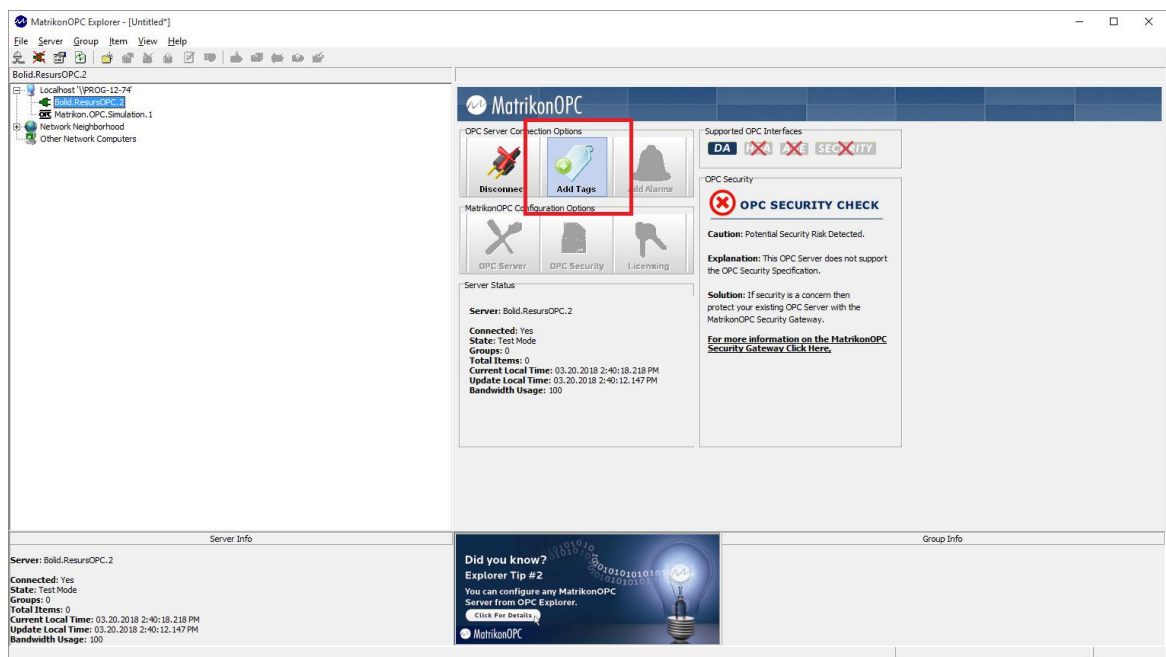 MatrikonOPC Explorer - [Untitled*]
File Server Group Item View Help
Bolid.ResursOPC.2
Localhost '\\PROG-12-74'
Bolid.ResursOPC.2
Matrikon.OPC.Simulation.1
Network Neighborhood
Other Network Computers
MatrikonOPC
OPC Server Connection Options
Disconnect
Add Tags
Add Alarms
MatrikonOPC Configuration Options
OPC Server
OPC Security
Licensing
Server Status
Server: Bolid.ResursOPC.2
Connected: Yes
State: Test Mode
Groups: 0
Total Items: 0
Current Local Time: 03.20.2018 2:40:18.218 PM
Update Local Time: 03.20.2018 2:40:12.147 PM
Bandwidth Usage: 100
Supported OPC Interfaces
DA HDA A&E SECURITY
OPC Security
OPC SECURITY CHECK
Caution: Potential Security Risk Detected.
Explanation: This OPC Server does not support
the OPC Security Specification.
Solution: If security is a concern then
protect your existing OPC Server with the
MatrikonOPC Security Gateway.
For more information on the MatrikonOPC
Security Gateway Click Here.
Server Info
Server: Bolid.ResursOPC.2
Connected: Yes
State: Test Mode
Groups: 0
Total Items: 0
Current Local Time: 03.20.2018 2:40:18.218 PM
Update Local Time: 03.20.2018 2:40:12.147 PM
Bandwidth Usage: 100
Did you know?
Explorer Tip #2
You can configure any MatrikonOPC
Server from OPC Explorer.
Click For Details
MatrikonOPC
Group Info